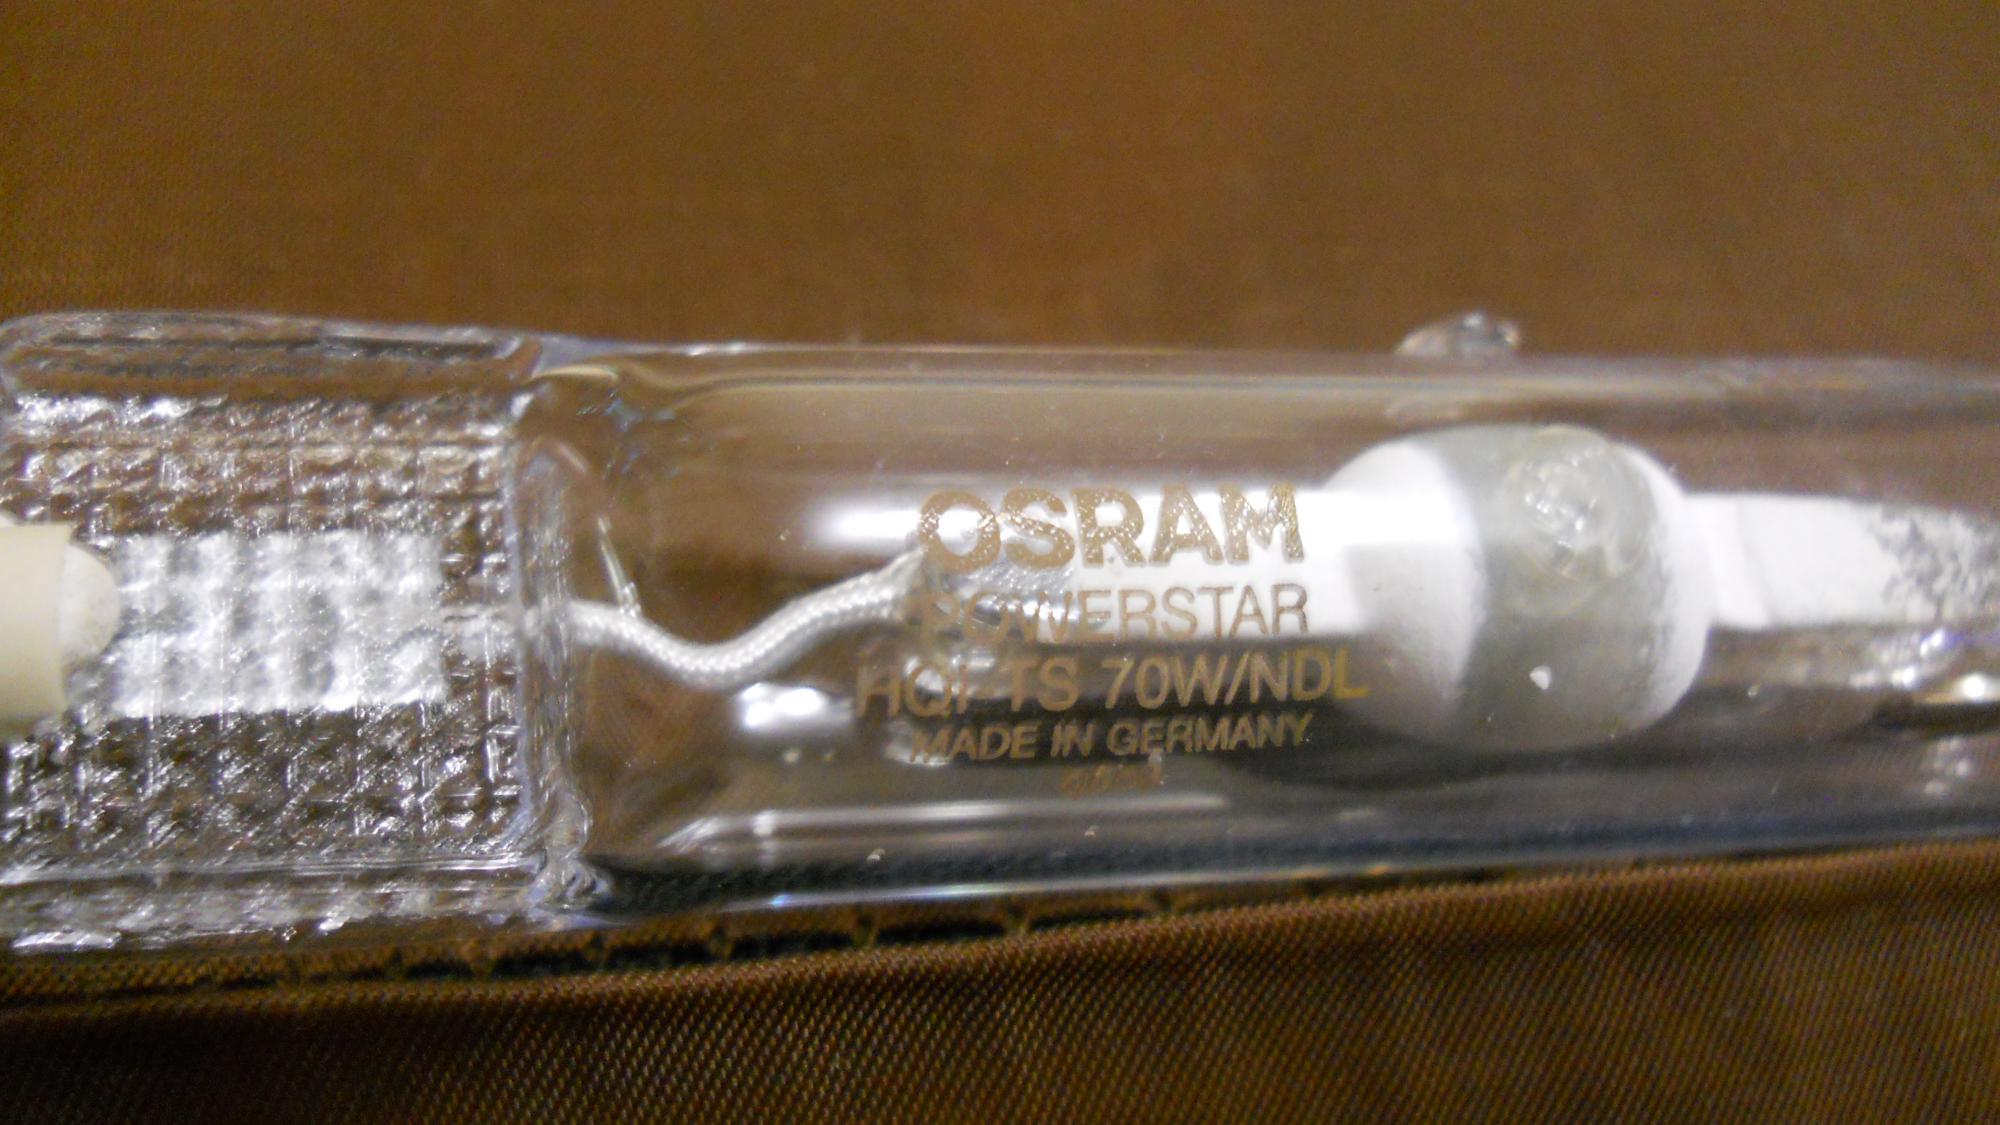 OSRAM
POWERSTAR
HQI-TS 70W/NDL
MADE IN GERMANY